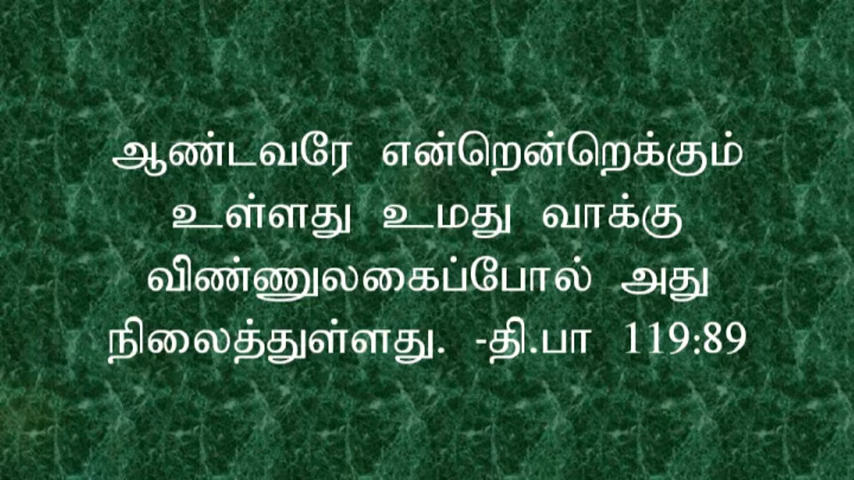 ஆண்டவரே என்றென்றெக்கும்
உள்ளது உமது வாக்கு
விண்ணுலகைப்போல் அது
நிலைத்துள்ளது. -தி.பா 119:89